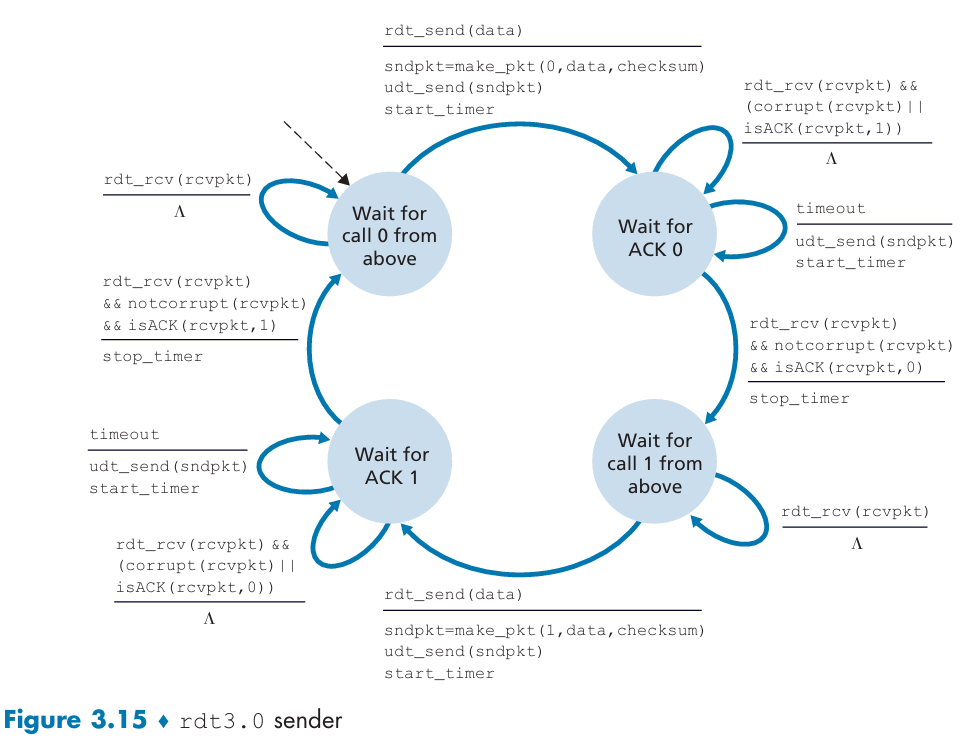 rdt_send(data)
sndpkt=make_pkt(0,data,checksum)
udt_send(sndpkt)
start_timer
rdt_rcv(rcvpkt) &&
(corrupt(rcvpkt)||
isACK(rcvpkt,1))
Λ
rdt_rcv(rcvpkt)
Λ
Wait for
call 0 from
above
Wait for
ACK 0
timeout
udt_send(sndpkt)
start_timer
rdt_rcv(rcvpkt)
&& notcorrupt(rcvpkt)
&& isACK(rcvpkt,1)
stop_timer
rdt_rcv(rcvpkt)
&& notcorrupt(rcvpkt)
&& isACK(rcvpkt,0)
stop_timer
timeout
udt_send(sndpkt)
start_timer
Wait for
ACK 1
Wait for
call 1 from
above
rdt_rcv(rcvpkt)
Λ
rdt_rcv(rcvpkt) &&
(corrupt(rcvpkt)||
isACK(rcvpkt,0))
Λ
rdt_send(data)
sndpkt=make_pkt(1,data,checksum)
udt_send(sndpkt)
start_timer
Figure 3.15 ♦ rdt3.0 sender